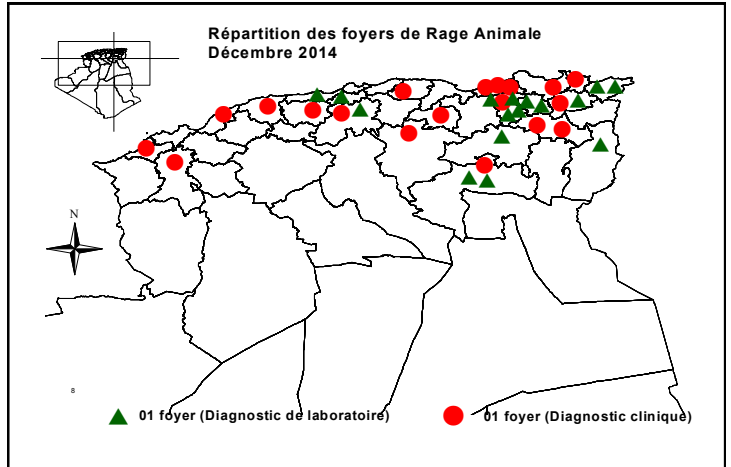 Répartition des foyers de Rage Animale
Décembre 2014
N
8
01 foyer (Diagnostic de laboratoire)
01 foyer (Diagnostic clinique)